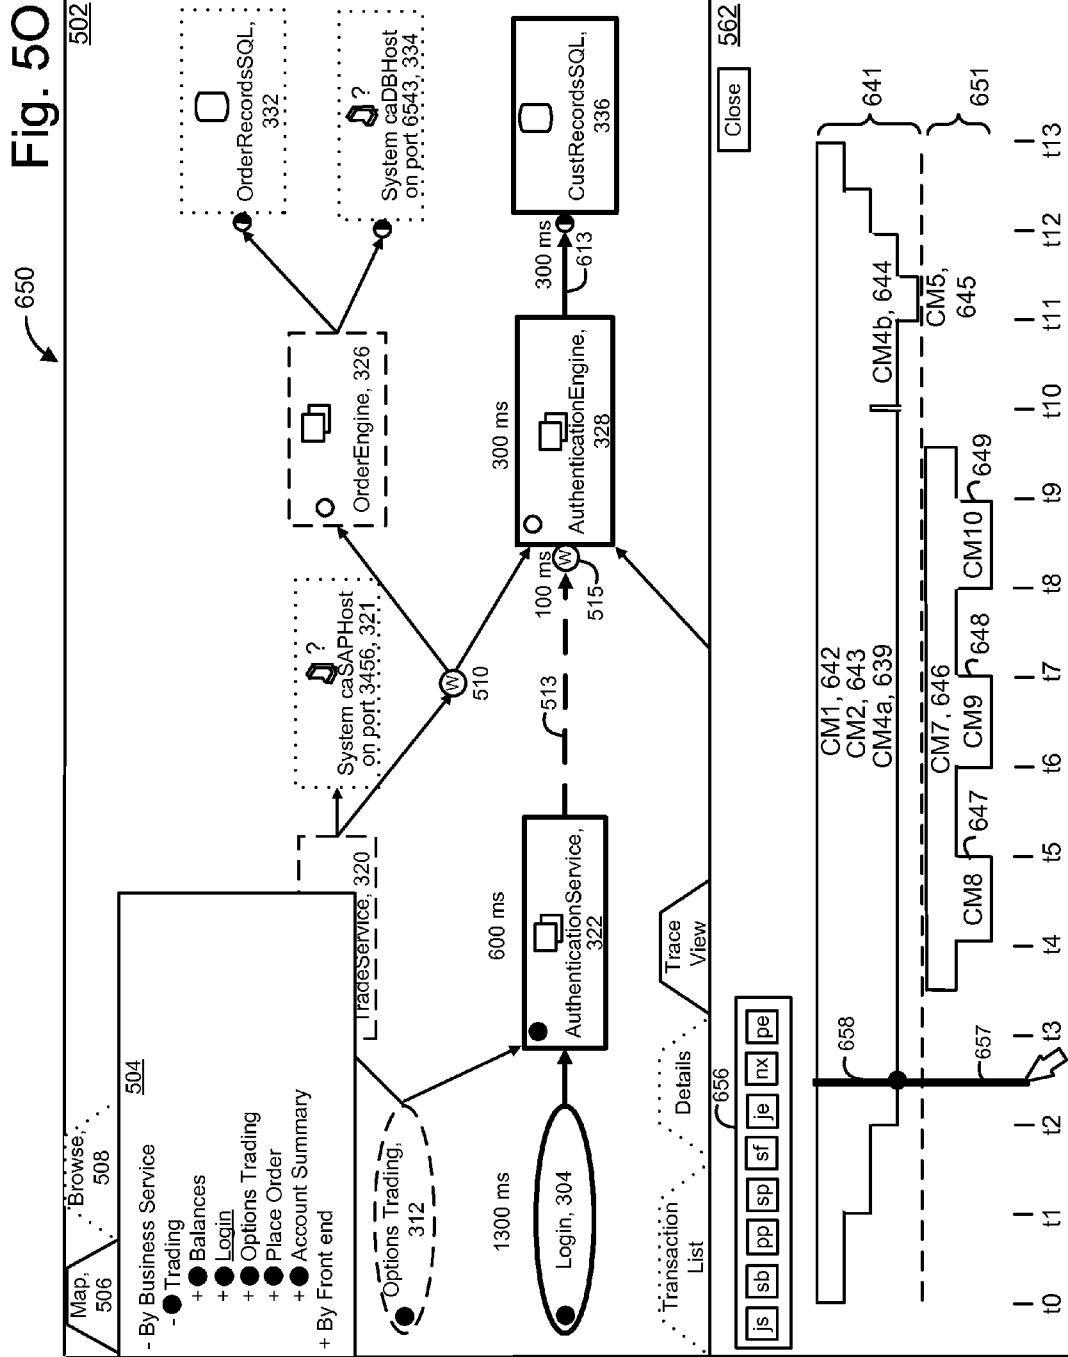 Fig. 5O
650
502
Map,
506
Browse,
508
504
- By Business Service
- Trading
+ Balances
+ Login
+ Options Trading
+ Place Order
+ Account Summary
+ By Front end
TradeService, 320
System caSAPHost
on port 3456, 321
?
OrderEngine, 326
OrderRecordsSQL,
332
?
System caDBHost
on port 6543, 334
W
510
Options Trading,
312
1300 ms
Login, 304
600 ms
AuthenticationService,
322
513
100 ms
W
515
300 ms
AuthenticationEngine,
328
300 ms
613
CustRecordsSQL,
336
Transaction
List
Details
Trace
View
562
Close
656
js
sb
pp
sp
sf
je
nx
pe
658
657
CM1, 642
CM2, 643
CM4a, 639
CM4b, 644
CM5,
645
641
CM7, 646
CM8
647
CM9
648
CM10
649
651
t0
t1
t2
t3
t4
t5
t6
t7
t8
t9
t10
t11
t12
t13